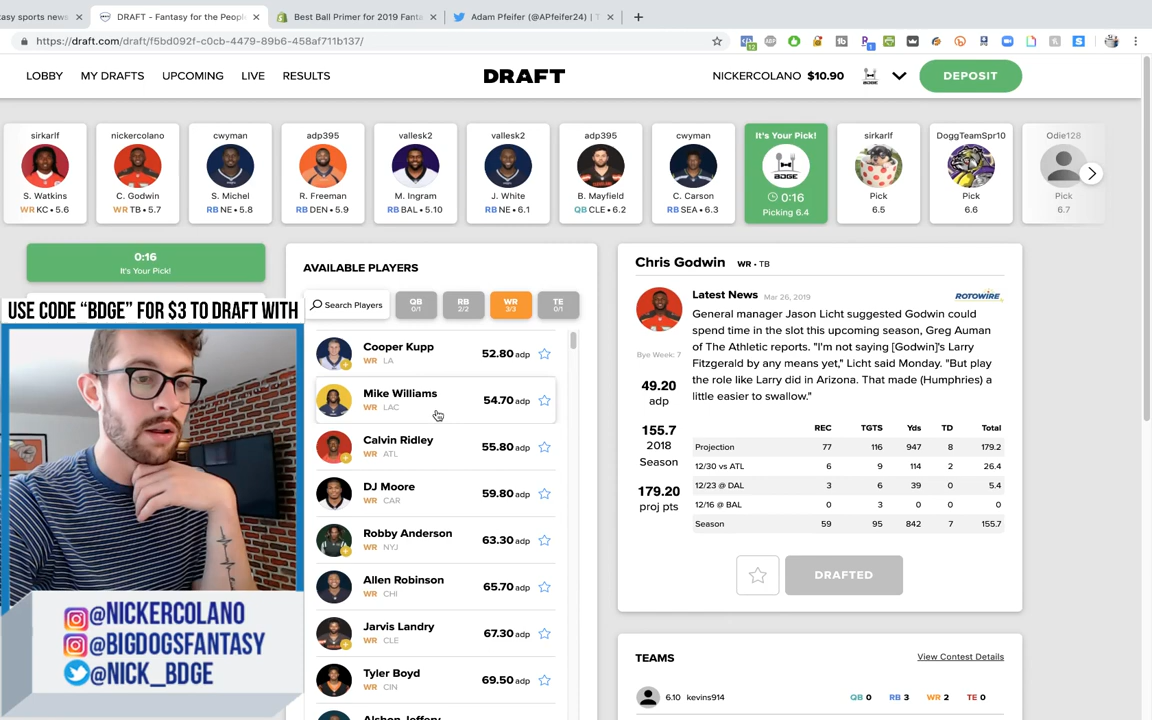 tasy sports news
DRAFT - Fantasy for the Peopl
Best Ball Primer for 2019 Fanta
Adam Pfeifer (@APfeifer24) | T
https://draft.com/draft/f5bd092f-c0cb-4479-89b6-458af711b137/
LOBBY MY DRAFTS UPCOMING LIVE RESULTS
DRAFT
NICKERCOLANO $10.90
DEPOSIT
sirkarlf
S. Watkins
WR KC • 5.6
nickercolano
C. Godwin
WR TB • 5.7
cwyman
S. Michel
RB NE • 5.8
adp395
R. Freeman
RB DEN • 5.9
vallesk2
M. Ingram
RB BAL • 5.10
vallesk2
J. White
RB NE • 6.1
adp395
B. Mayfield
QB CLE • 6.2
cwyman
C. Carson
RB SEA • 6.3
It's Your Pick!
BDGE
0:16
Picking 6.4
sirkarlf
Pick
6.5
DoggTeamSpr10
Pick
6.6
Odie128
Pick
6.7
0:16
It's Your Pick!
USE CODE "BDGE" FOR $3 TO DRAFT WITH
@NICKERCOLANO
@BIGDOGSFANTASY
@NICK_BDGE
AVAILABLE PLAYERS
Search Players
QB
0/1
RB
2/2
WR
3/3
TE
0/1
Cooper Kupp
WR LA
52.80 adp
Mike Williams
WR LAC
54.70 adp
Calvin Ridley
WR ATL
55.80 adp
DJ Moore
WR CAR
59.80 adp
Robby Anderson
WR NYJ
63.30 adp
Allen Robinson
WR CHI
65.70 adp
Jarvis Landry
WR CLE
67.30 adp
Tyler Boyd
WR CIN
69.50 adp
Alshon Jeffery
Chris Godwin WR • TB
Bye Week: 7
49.20
adp
155.7
2018
Season
179.20
proj pts
Latest News Mar 26, 2019
ROTOWIRE
General manager Jason Licht suggested Godwin could
spend time in the slot this upcoming season, Greg Auman
of The Athletic reports. "I'm not saying [Godwin]'s Larry
Fitzgerald by any means yet," Licht said Monday. "But play
the role like Larry did in Arizona. That made (Humphries) a
little easier to swallow."
REC TGTS Yds TD Total
Projection 77 116 947 8 179.2
12/30 vs ATL 6 9 114 2 26.4
12/23 @ DAL 3 6 39 0 5.4
12/16 @ BAL 0 3 0 0 0
Season 59 95 842 7 155.7
DRAFTED
TEAMS
View Contest Details
6.10 kevins914 QB 0 RB 3 WR 2 TE 0